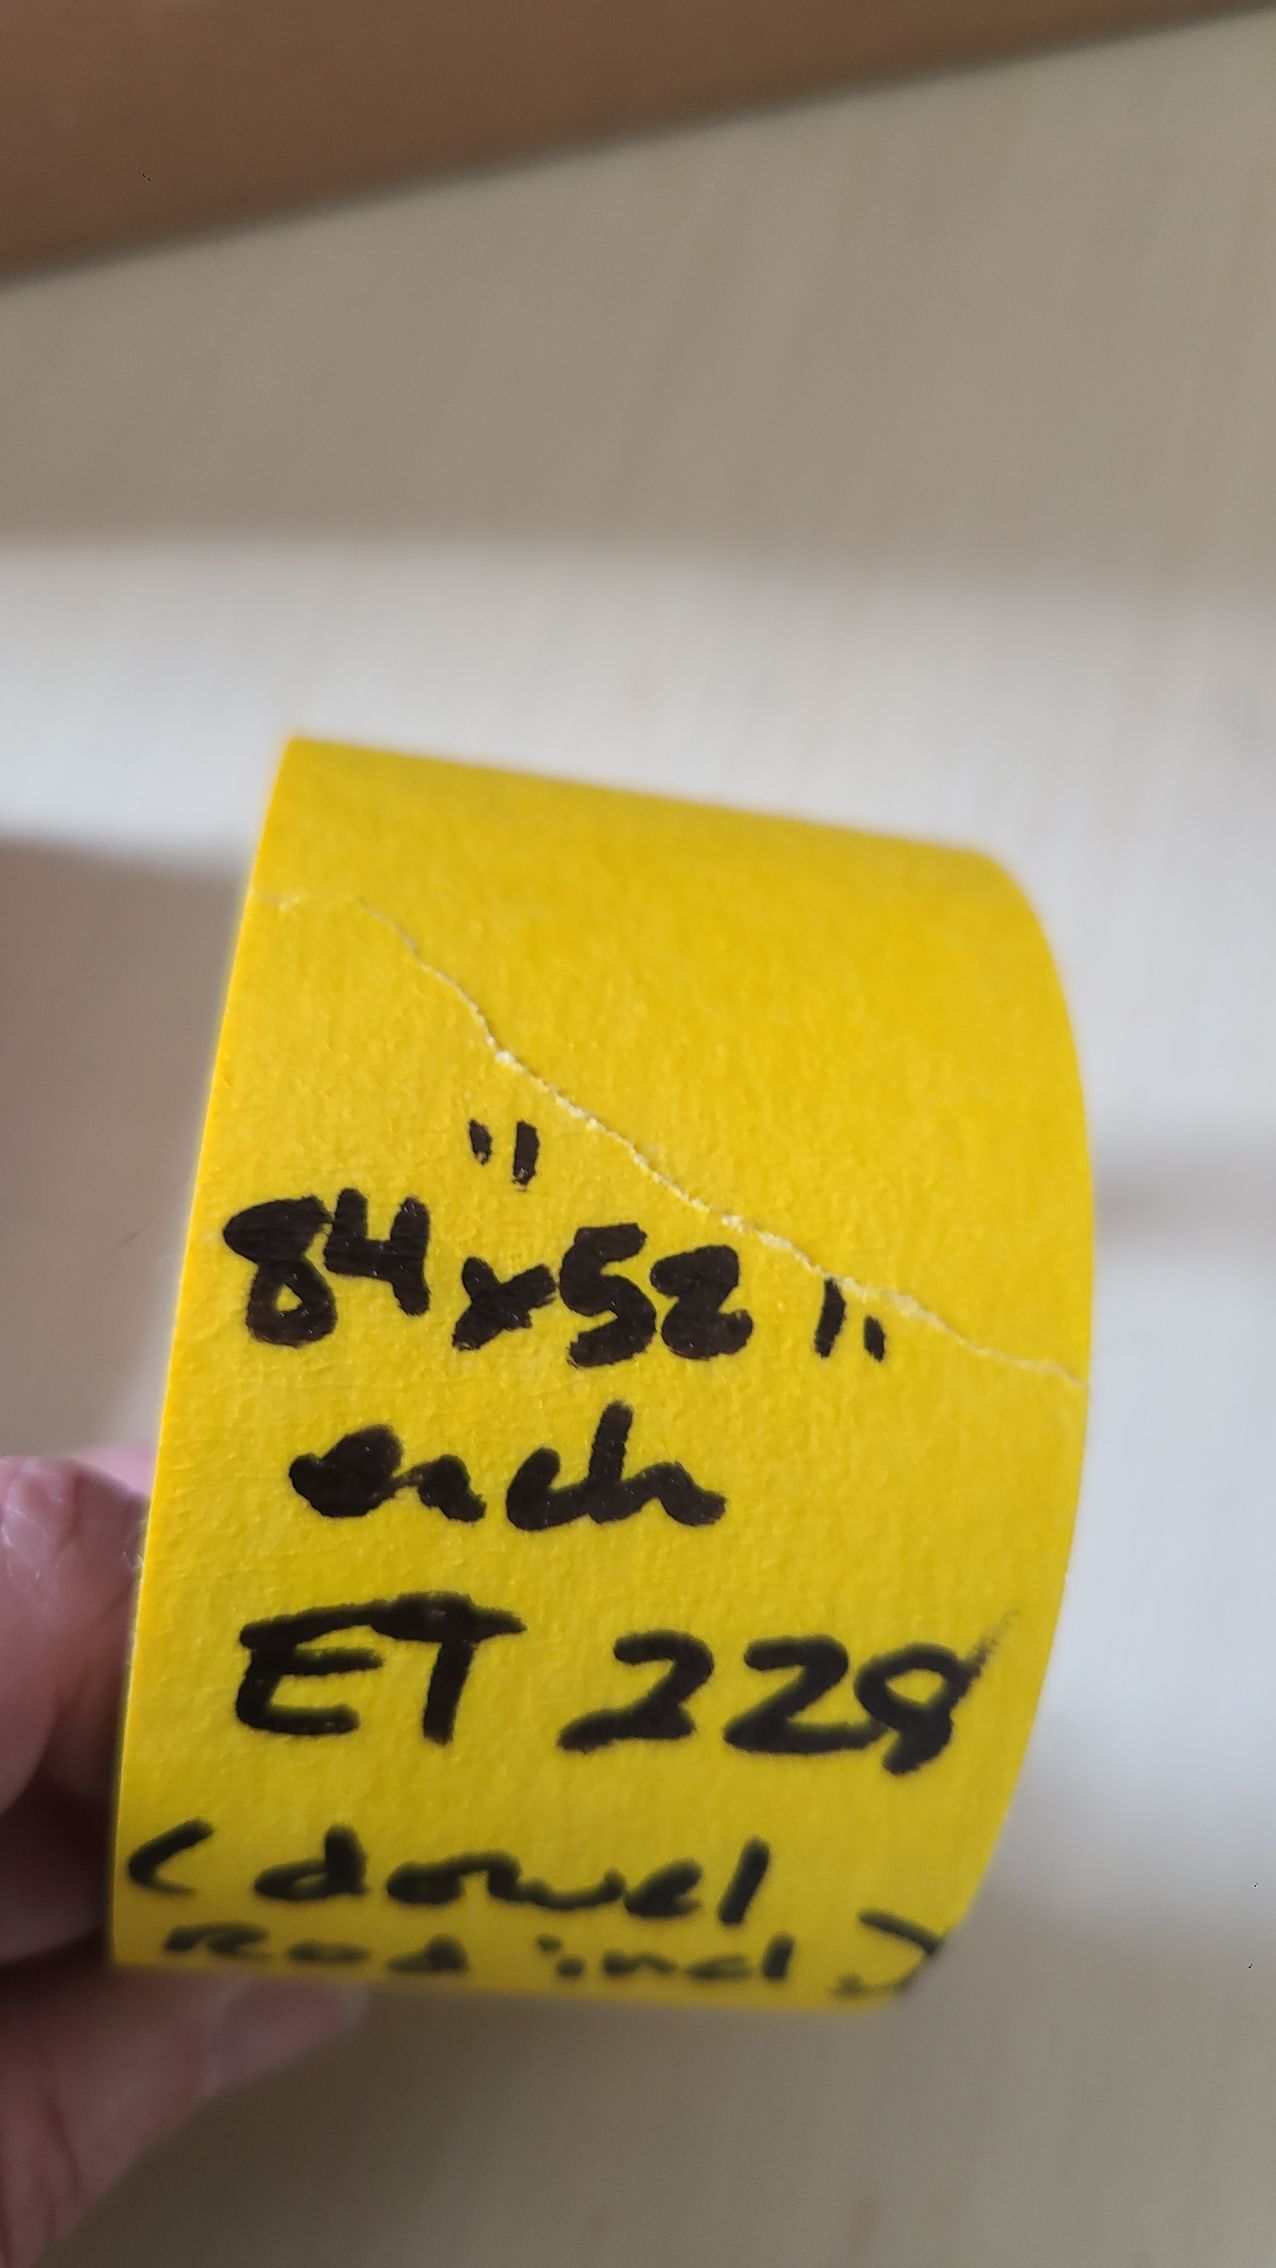 84"x52"
each
ET 228
(dowel
Rod incl.)